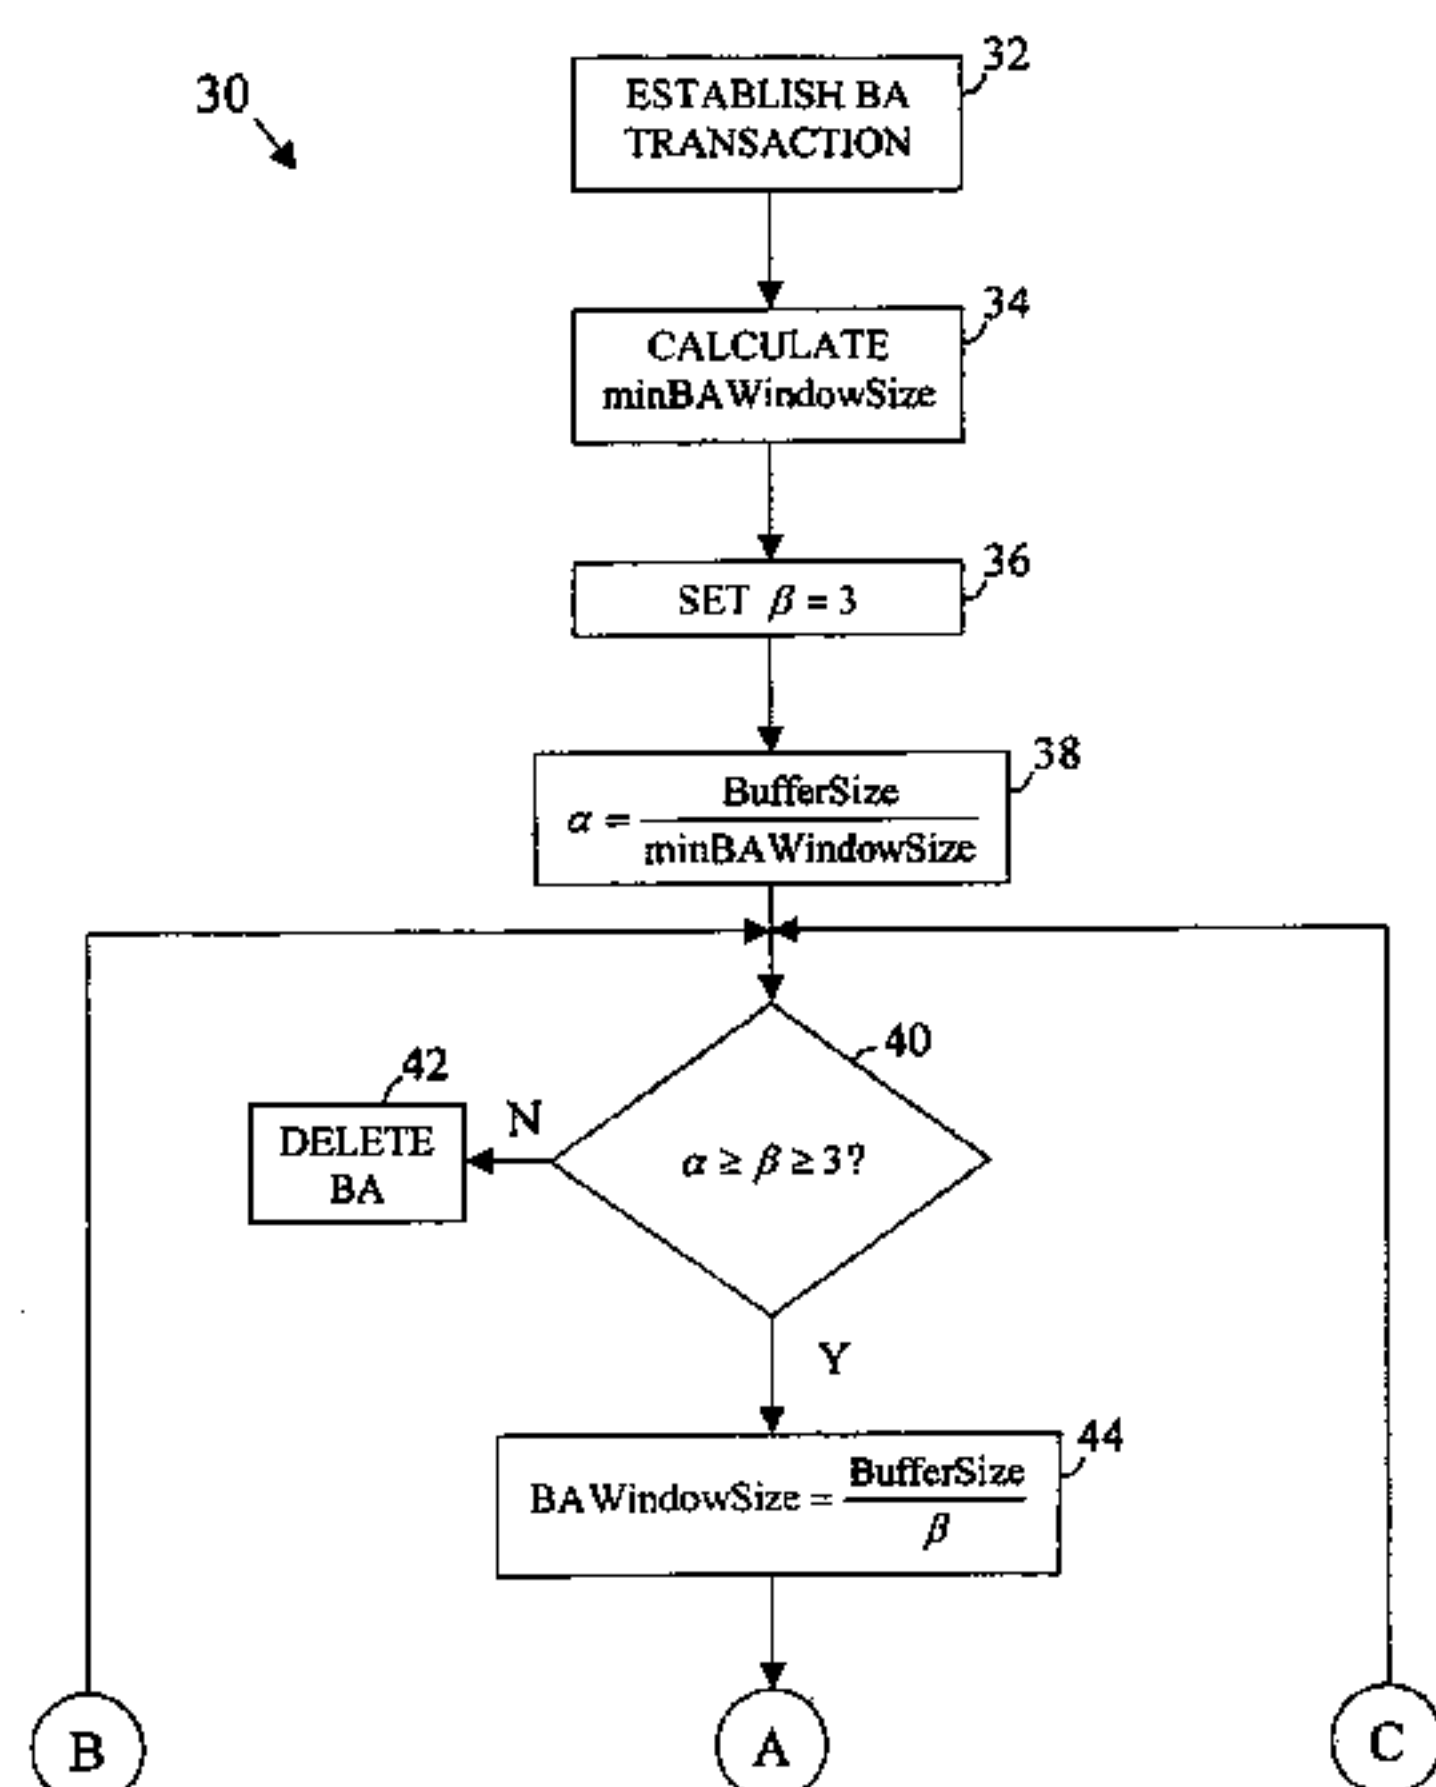 30
32
ESTABLISH BA
TRANSACTION
34
CALCULATE
minBAWindowSize
36
SET β = 3
38
α = BufferSize
minBAWindowSize
40
42
DELETE
BA
N
α ≥ β ≥ 3?
Y
44
BAWindowSize = BufferSize
β
B
A
C